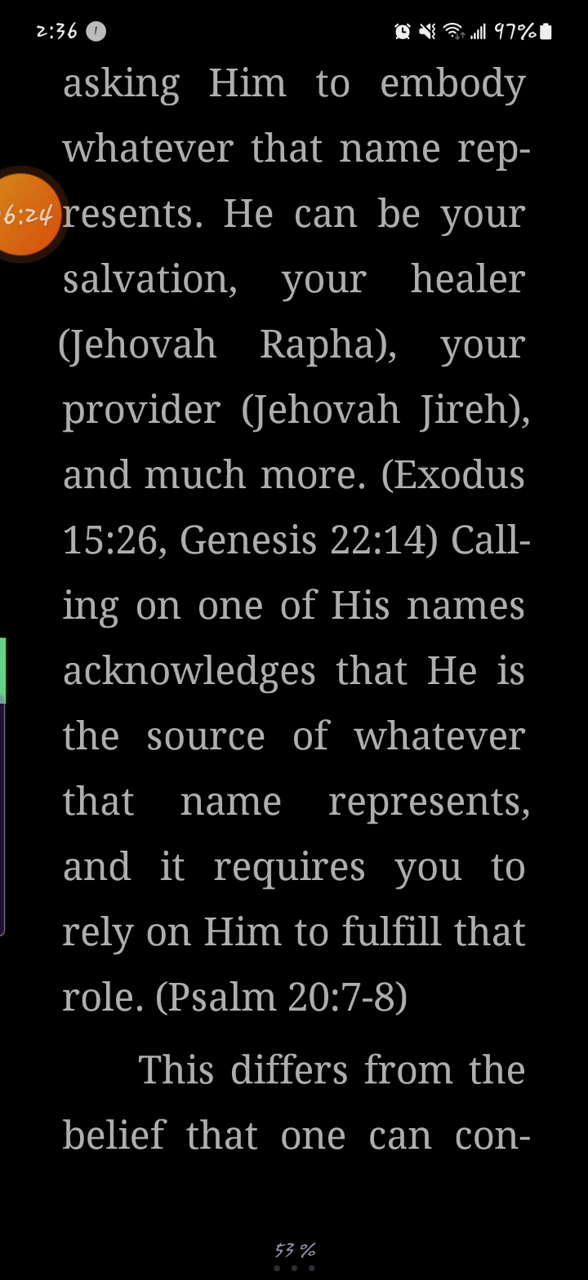 2:36
97%
asking Him to embody
whatever that name rep-
6:24
resents. He can be your
salvation, your healer
(Jehovah Rapha), your
provider (Jehovah Jireh),
and much more. (Exodus
15:26, Genesis 22:14) Call-
ing on one of His names
acknowledges that He is
the source of whatever
that name represents,
and it requires you to
rely on Him to fulfill that
role. (Psalm 20:7-8)
This differs from the
belief that one can con-
53%